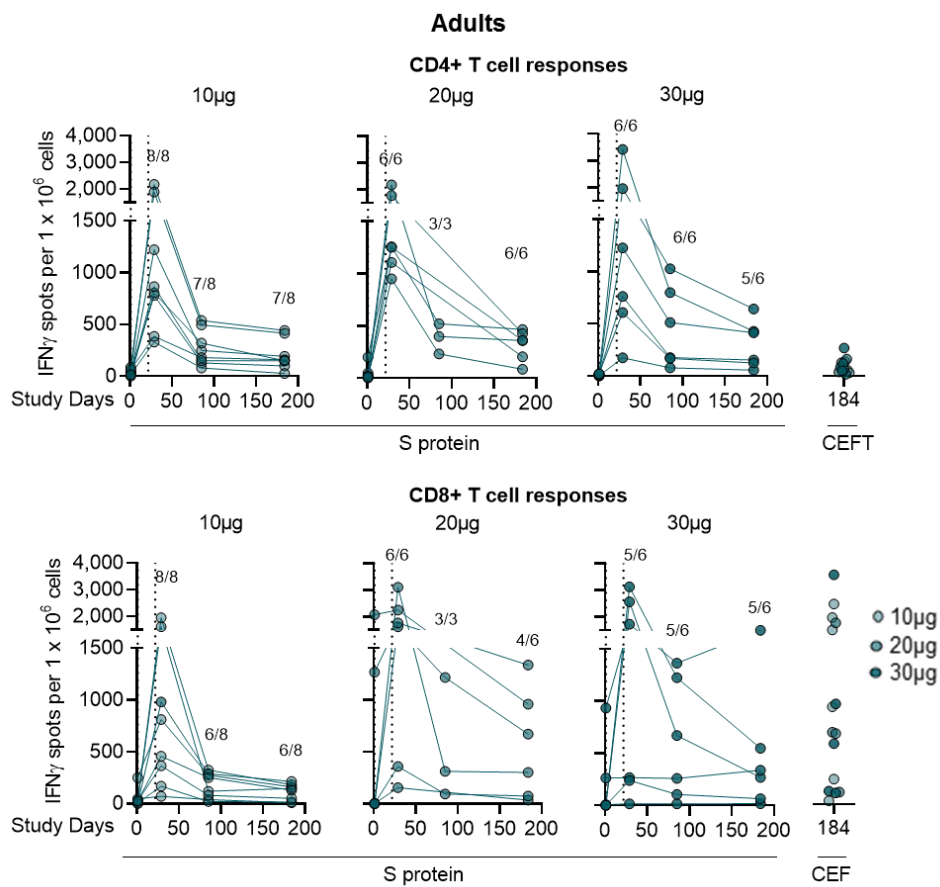 Adults
CD4+ T cell responses
10µg 20µg 30µg
IFNγ spots per 1 x 10⁶ cells
4,000
3,000
2,000
1500
1000
500
0
8/8 7/8 7/8
6/6 3/3 6/6
6/6 6/6 5/6
Study Days 0 50 100 150 200 0 50 100 150 200 0 50 100 150 200 184
S protein CEFT
CD8+ T cell responses
10µg 20µg 30µg
IFNγ spots per 1 x 10⁶ cells
4,000
3,000
2,000
1500
1000
500
0
8/8 6/8 6/8
6/6 3/3 4/6
5/6 5/6 5/6
10µg
20µg
30µg
Study Days 0 50 100 150 200 0 50 100 150 200 0 50 100 150 200 184
S protein CEF